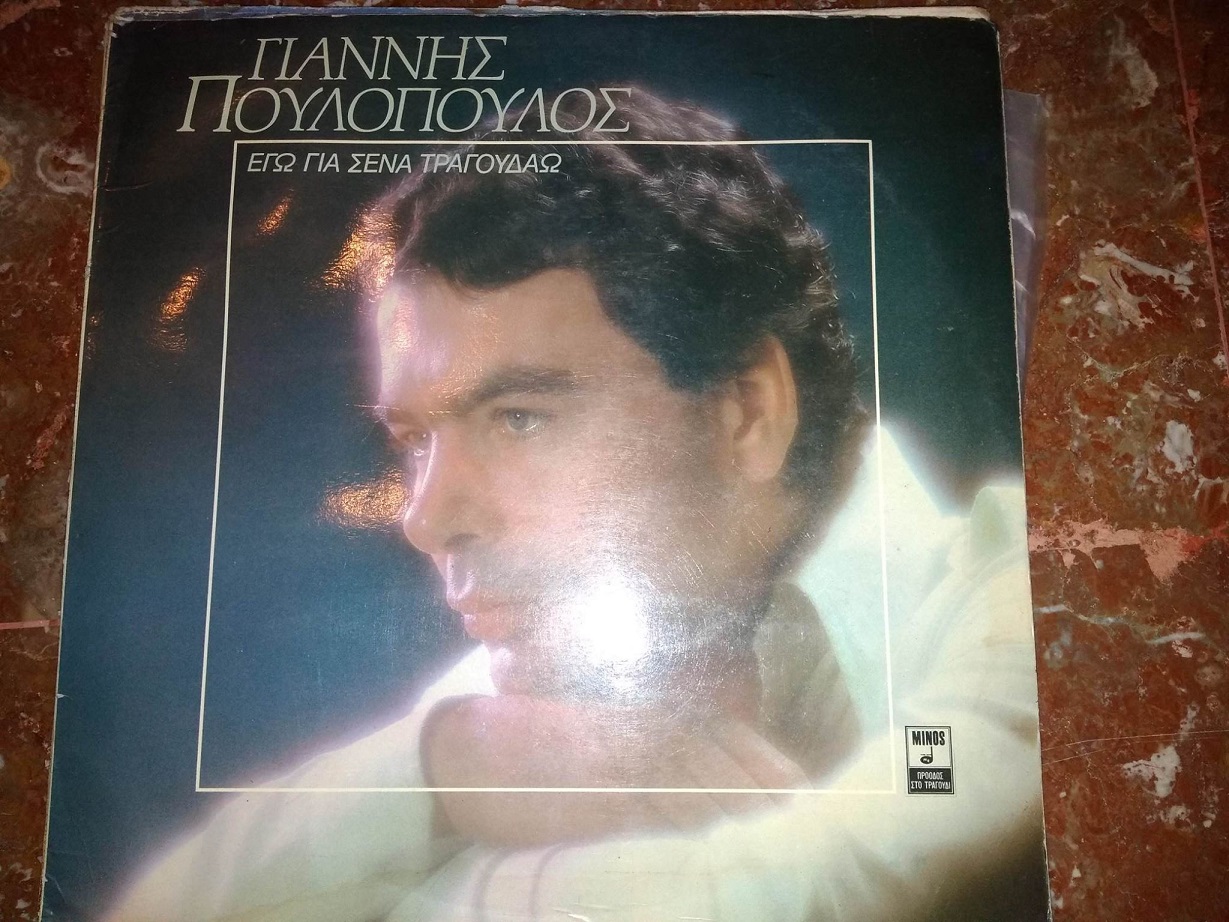 ΓΙΑΝΝΗΣ
ΠΟΥΛΟΠΟΥΛΟΣ
ΕΓΩ ΓΙΑ ΣΕΝΑ ΤΡΑΓΟΥΔΑΩ
MINOS
ΠΡΟΟΔΟΣ
ΣΤΟ ΤΡΑΓΟΥΔΙ